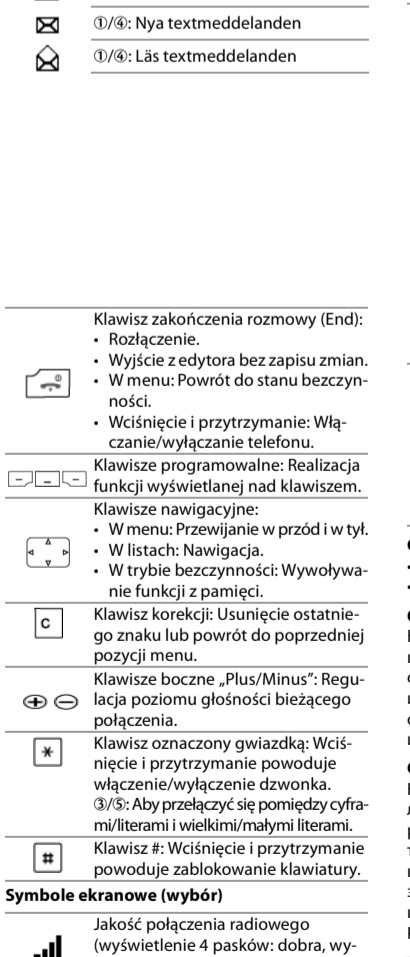 ①/④: Nya textmeddelanden
①/④: Läs textmeddelanden
Klawisz zakończenia rozmowy (End):
• Rozłączenie.
• Wyjście z edytora bez zapisu zmian.
• W menu: Powrót do stanu bezczyn-
ności.
• Wciśnięcie i przytrzymanie: Włą-
czanie/wyłączanie telefonu.
Klawisze programowalne: Realizacja
funkcji wyświetlanej nad klawiszem.
Klawisze nawigacyjne:
• W menu: Przewijanie w przód i w tył.
• W listach: Nawigacja.
• W trybie bezczynności: Wywoływa-
nie funkcji z pamięci.
C
Klawisz korekcji: Usunięcie ostatnie-
go znaku lub powrót do poprzedniej
pozycji menu.
Klawisze boczne „Plus/Minus”: Regu-
lacja poziomu głośności bieżącego
połączenia.
*
Klawisz oznaczony gwiazdką: Wciś-
nięcie i przytrzymanie powoduje
włączenie/wyłączenie dzwonka.
③/⑤: Aby przełączyć się pomiędzy cyfra-
mi/literami i wielkimi/małymi literami.
#
Klawisz #: Wciśnięcie i przytrzymanie
powoduje zablokowanie klawiatury.
Symbole ekranowe (wybór)
Jakość połączenia radiowego
(wyświetlenie 4 pasków: dobra, wy-